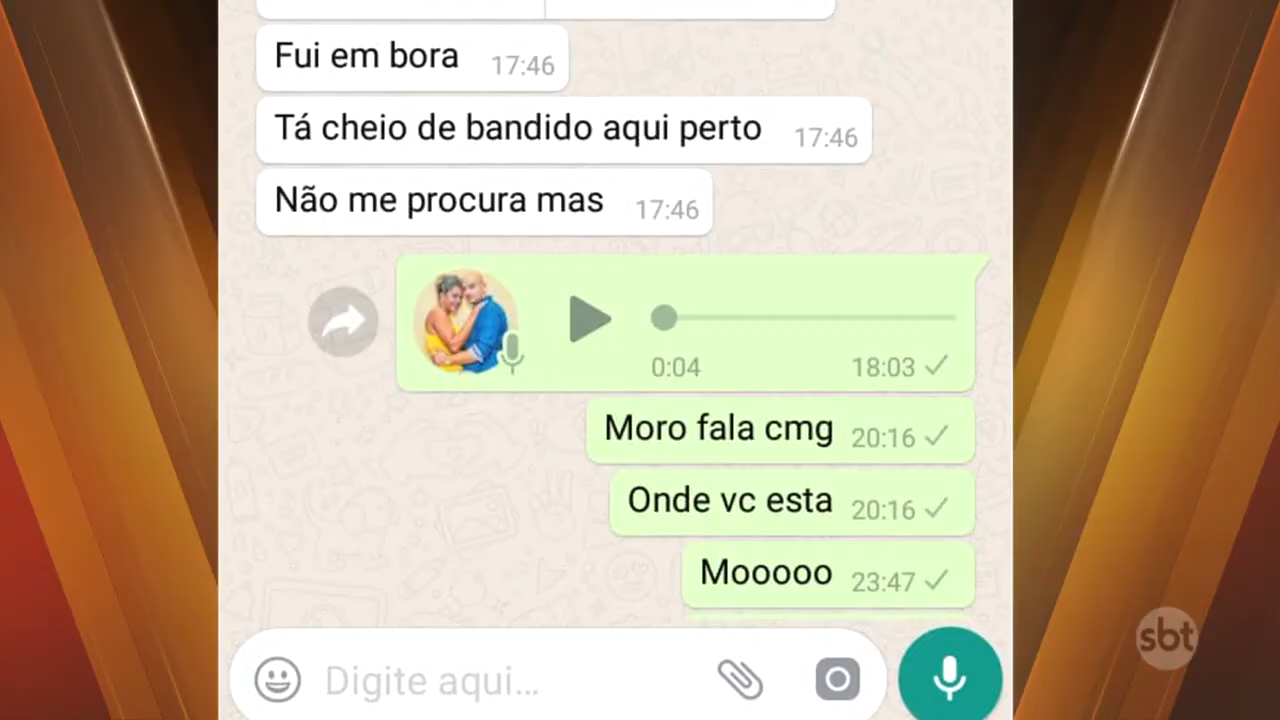 Fui em bora 17:46
Tá cheio de bandido aqui perto 17:46
Não me procura mas 17:46
0:04 18:03
Moro fala cmg 20:16
Onde vc esta 20:16
Mooooo 23:47
Digite aqui...
sbt